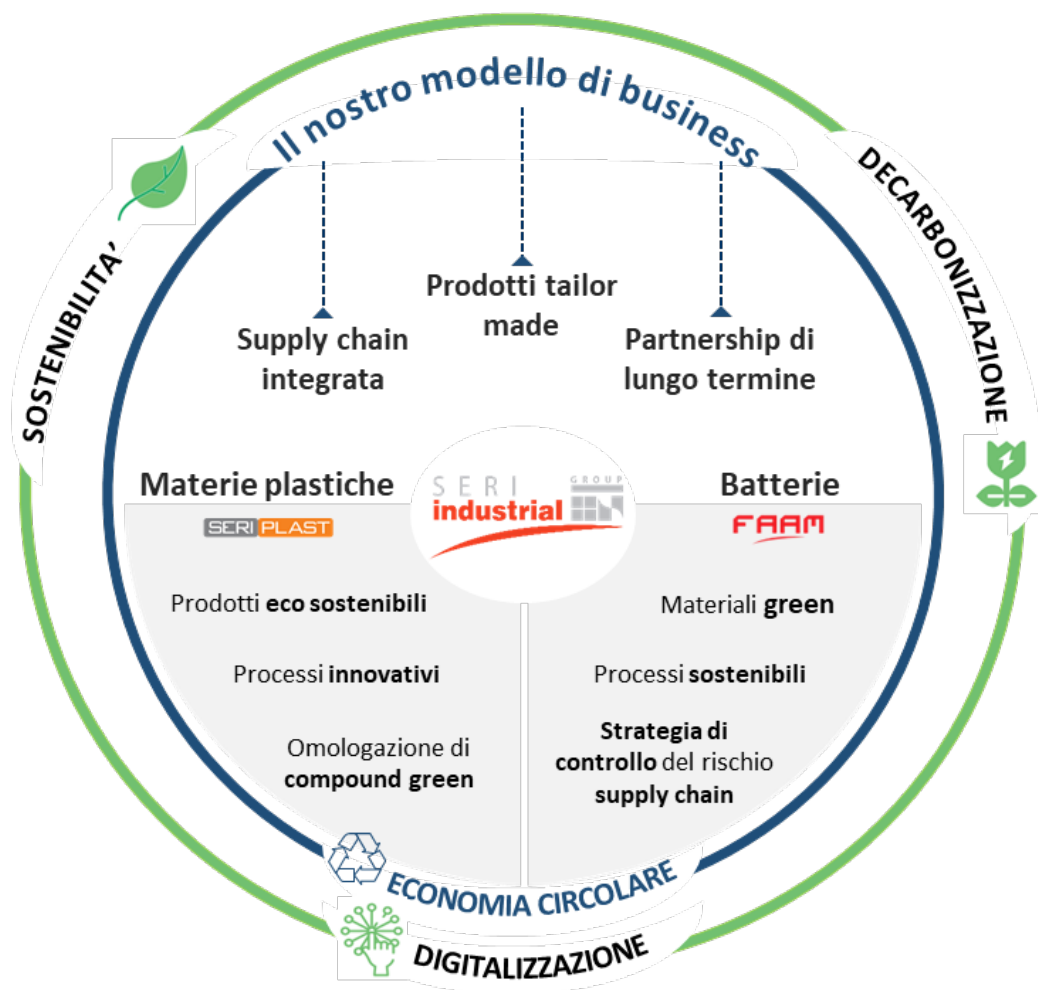 Il nostro modello di business
SOSTENIBILITA’
DECARBONIZZAZIONE
Supply chain
integrata
Prodotti tailor
made
Partnership di
lungo termine
SERI
GROUP
industrial
Materie plastiche
SERI PLAST
Prodotti eco sostenibili
Processi innovativi
Omologazione di
compound green
Batterie
FAAM
Materiali green
Processi sostenibili
Strategia di
controllo del rischio
supply chain
ECONOMIA CIRCOLARE
DIGITALIZZAZIONE